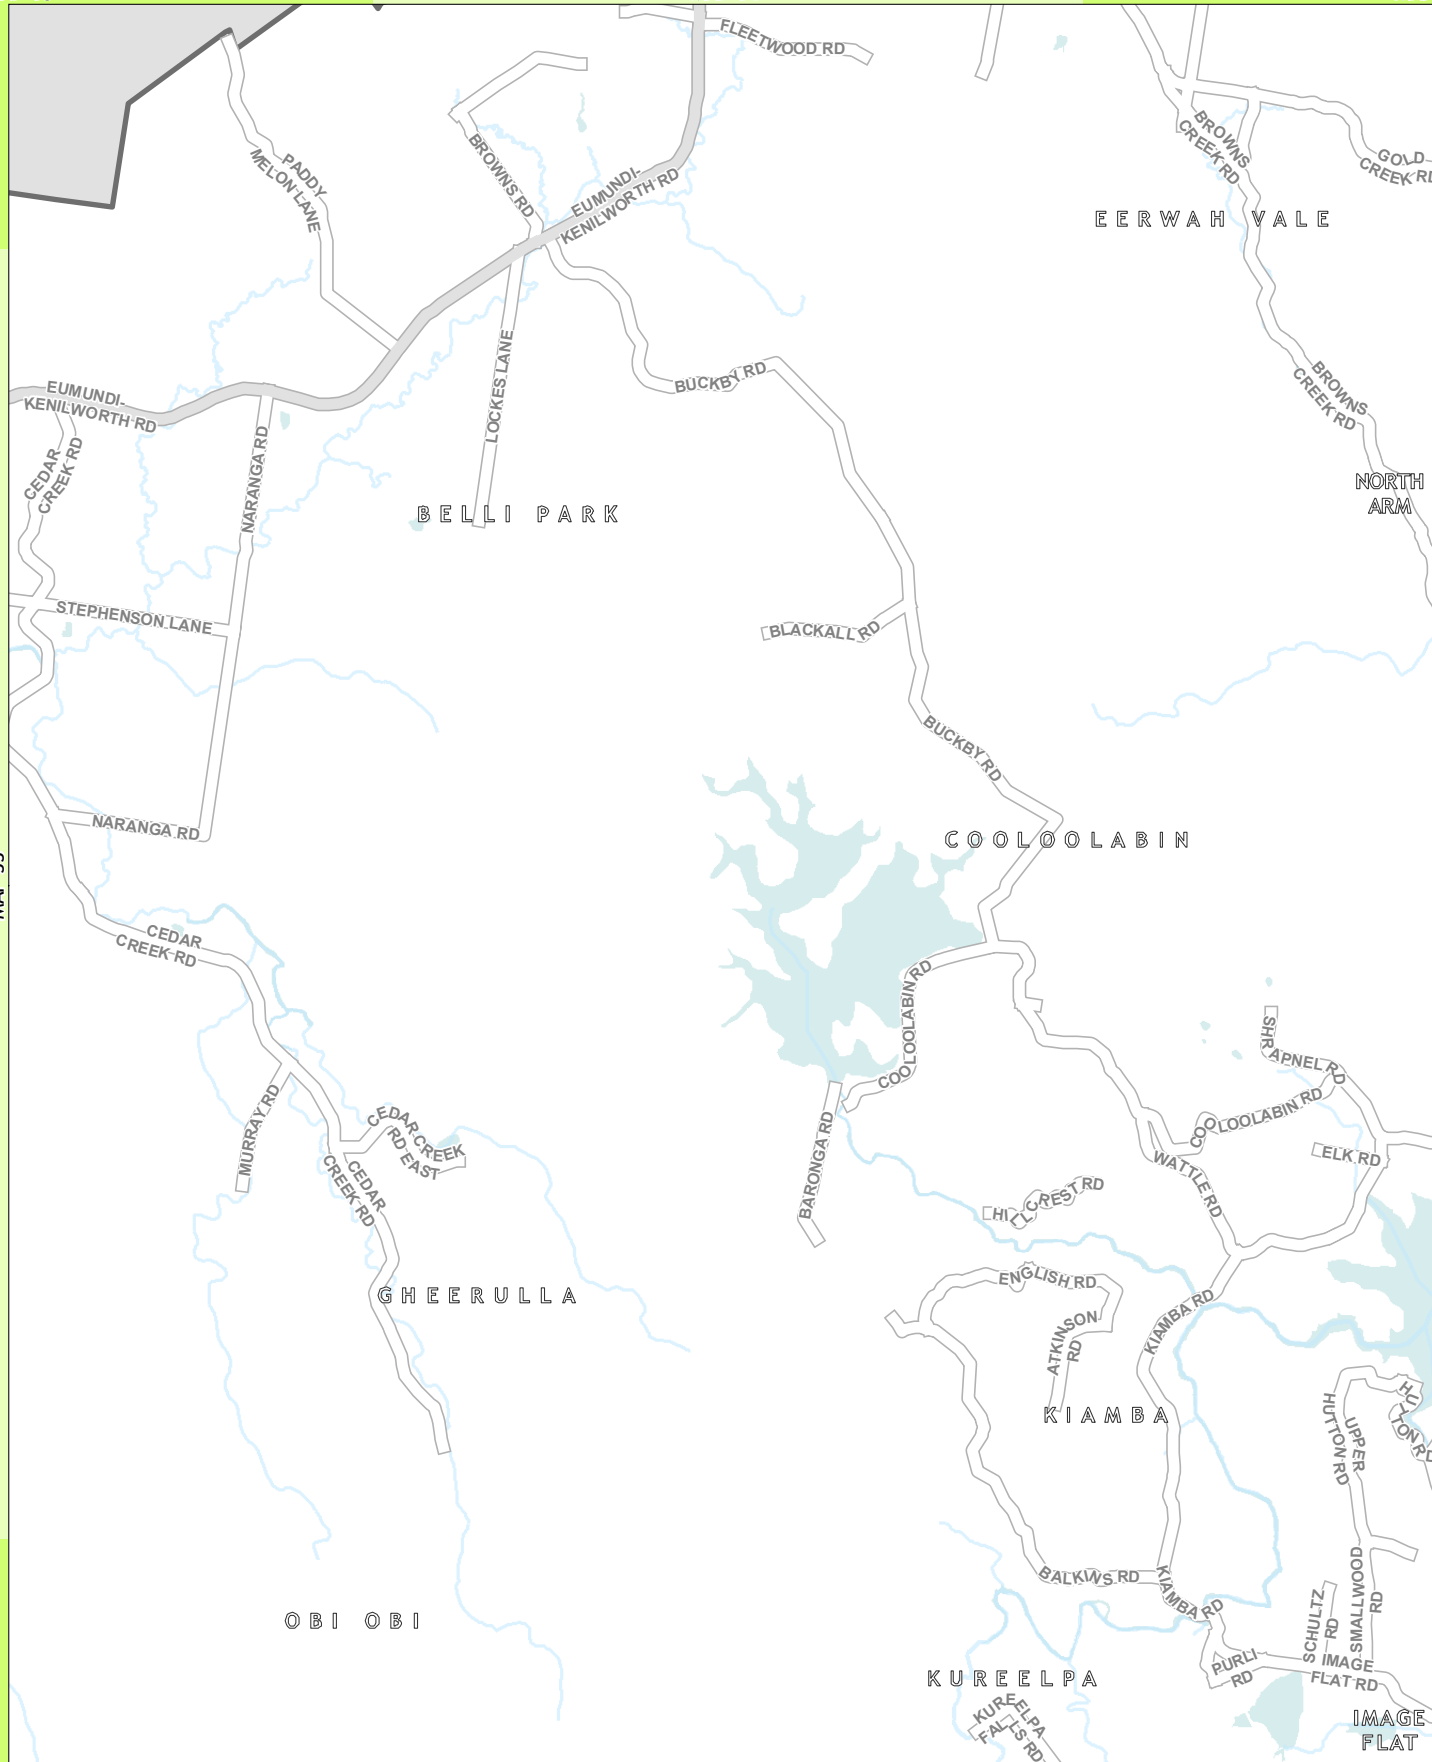 FLEETWOOD RD
BROWNS
CREEK RD
GOLD
CREEK RD
BROWNS RD
PADDY
MELON LANE
EUMUNDI-
KENILWORTH RD
EERWAH VALE
LOCKES LANE
BUCKBY RD
EUMUNDI-
KENILWORTH RD
BROWNS
CREEK RD
CEDAR
CREEK RD
NARANGA RD
NORTH
ARM
BELLI PARK
STEPHENSON LANE
BLACKALL RD
BUCKBY RD
NARANGA RD
COOLOOLABIN
CEDAR
CREEK RD
COOLOOLABIN RD
SHRAPNEL RD
MURRAY RD
CEDAR CREEK
RD EAST
COOLOOLABIN RD
BARONGA RD
ELK RD
WATTLE RD
CEDAR
CREEK RD
HILLCREST RD
GHEERULLA
ENGLISH RD
KIAMBA RD
ATKINSON
RD
KIAMBA
HUTTON RD
UPPER
HUTTON RD
BALKINS RD
KIAMBA RD
SCHULTZ
RD
SMALLWOOD
RD
OBI OBI
PURLI
RD
IMAGE
FLAT RD
KUREELPA
KUREELPA
FALLS RD
IMAGE
FLAT